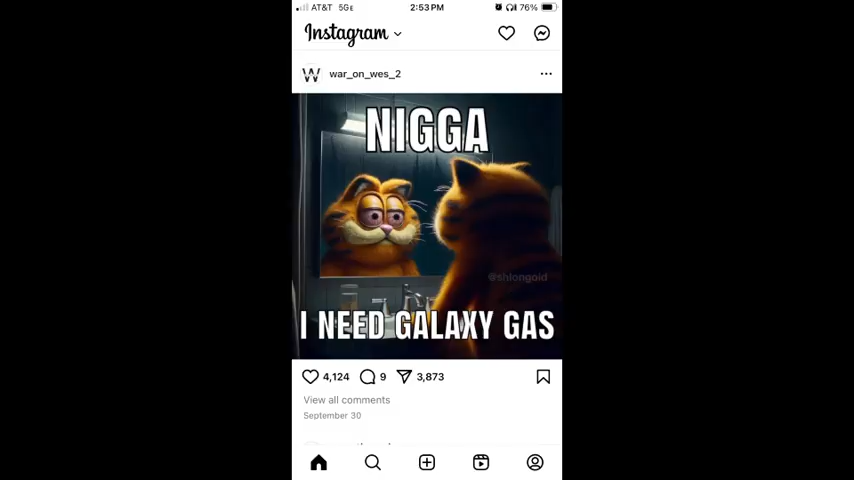 AT&T 5GE 2:53 PM 76%
Instagram
war_on_wes_2
NIGGA
@shlongoid
I NEED GALAXY GAS
4,124 9 3,873
View all comments
September 30